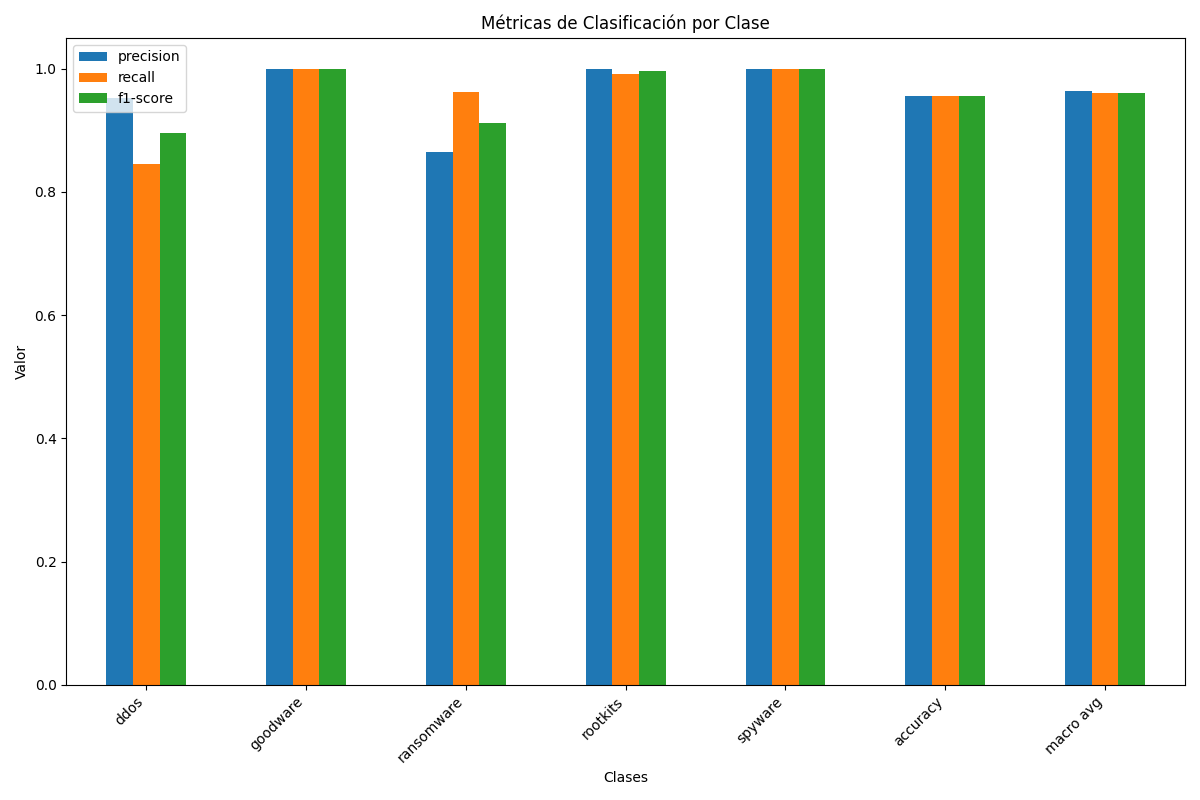 Métricas de Clasificación por Clase
precision
recall
f1-score
Valor
1.0
0.8
0.6
0.4
0.2
0.0
ddos
goodware
ransomware
rootkits
spyware
accuracy
macro avg
Clases